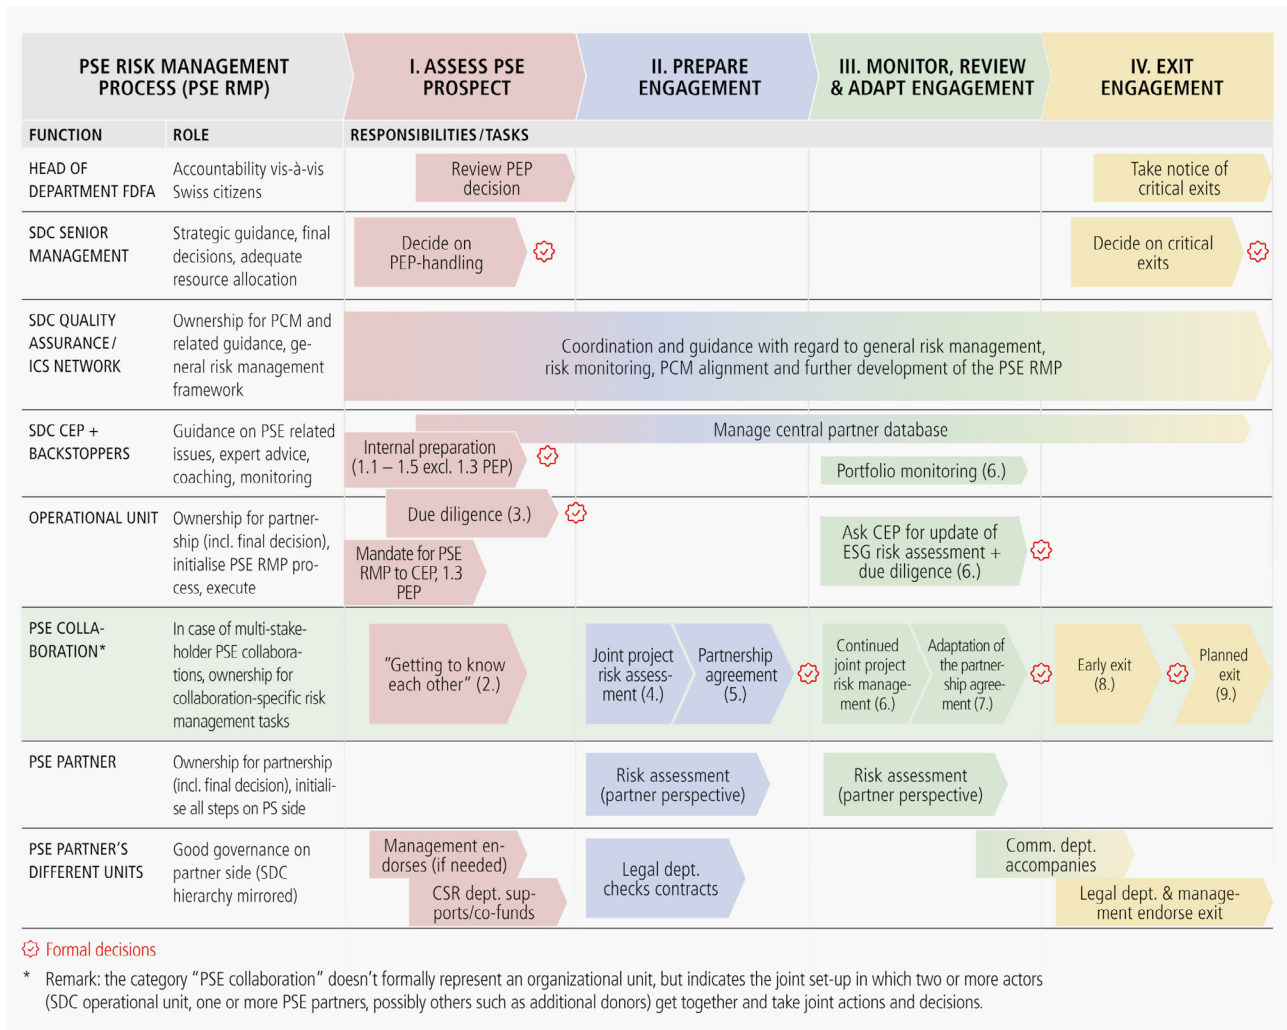 PSE RISK MANAGEMENT
PROCESS (PSE RMP)
I. ASSESS PSE
PROSPECT
II. PREPARE
ENGAGEMENT
III. MONITOR, REVIEW
& ADAPT ENGAGEMENT
IV. EXIT
ENGAGEMENT
FUNCTION
ROLE
RESPONSIBILITIES/TASKS
HEAD OF
DEPARTMENT FDFA
Accountability vis-à-vis
Swiss citizens
Review PEP
decision
Take notice of
critical exits
SDC SENIOR
MANAGEMENT
Strategic guidance, final
decisions, adequate
resource allocation
Decide on
PEP-handling
Decide on critical
exits
SDC QUALITY
ASSURANCE/
ICS NETWORK
Ownership for PCM and
related guidance, ge-
neral risk management
framework
Coordination and guidance with regard to general risk management,
risk monitoring, PCM alignment and further development of the PSE RMP
SDC CEP +
BACKSTOPPERS
Guidance on PSE related
issues, expert advice,
coaching, monitoring
Manage central partner database
Internal preparation
(1.1 – 1.5 excl. 1.3 PEP)
Portfolio monitoring (6.)
OPERATIONAL UNIT
Ownership for partner-
ship (incl. final decision),
initialise PSE RMP pro-
cess, execute
Due diligence (3.)
Mandate for PSE
RMP to CEP, 1.3
PEP
Ask CEP for update of
ESG risk assessment +
due diligence (6.)
PSE COLLA-
BORATION*
In case of multi-stake-
holder PSE collabora-
tions, ownership for
collaboration-specific risk
management tasks
"Getting to know
each other" (2.)
Joint project
risk assess-
ment (4.)
Partnership
agreement
(5.)
Continued
joint project
risk manage-
ment (6.)
Adaptation of
the partner-
ship agree-
ment (7.)
Early exit
(8.)
Planned
exit
(9.)
PSE PARTNER
Ownership for partnership
(incl. final decision), initiali-
se all steps on PS side
Risk assessment
(partner perspective)
Risk assessment
(partner perspective)
PSE PARTNER'S
DIFFERENT UNITS
Good governance on
partner side (SDC
hierarchy mirrored)
Management en-
dorses (if needed)
CSR dept. sup-
ports/co-funds
Legal dept.
checks contracts
Comm. dept.
accompanies
Legal dept. & manage-
ment endorse exit
Formal decisions
* Remark: the category "PSE collaboration" doesn't formally represent an organizational unit, but indicates the joint set-up in which two or more actors
(SDC operational unit, one or more PSE partners, possibly others such as additional donors) get together and take joint actions and decisions.